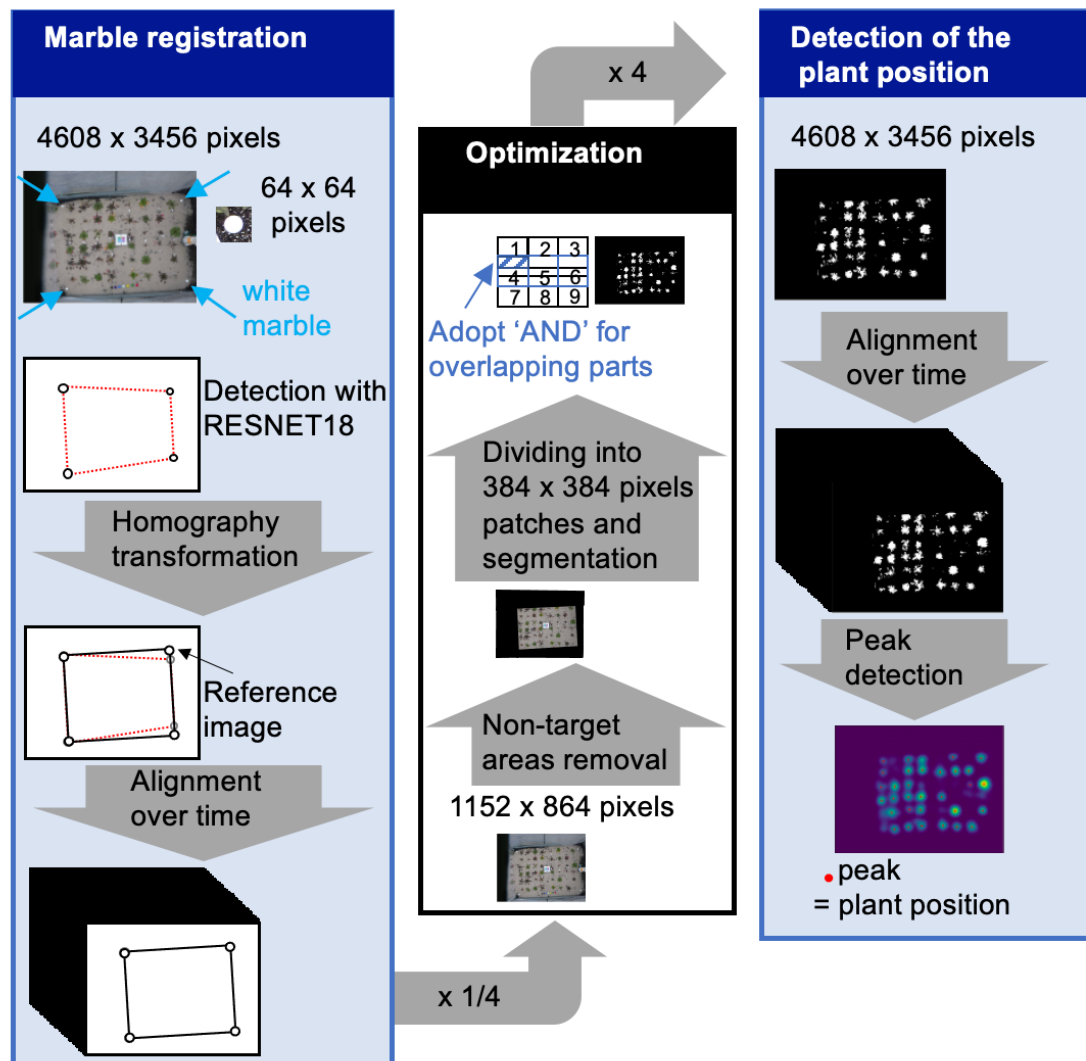 Marble registration
4608 x 3456 pixels
64 x 64
pixels
white
marble
Detection with
RESNET18
Homography
transformation
Reference
image
Alignment
over time
x 1/4
x 4
Optimization
1 2 3
4 5 6
7 8 9
Adopt ‘AND’ for
overlapping parts
Dividing into
384 x 384 pixels
patches and
segmentation
Non-target
areas removal
1152 x 864 pixels
Detection of the
plant position
4608 x 3456 pixels
Alignment
over time
Peak
detection
peak
= plant position